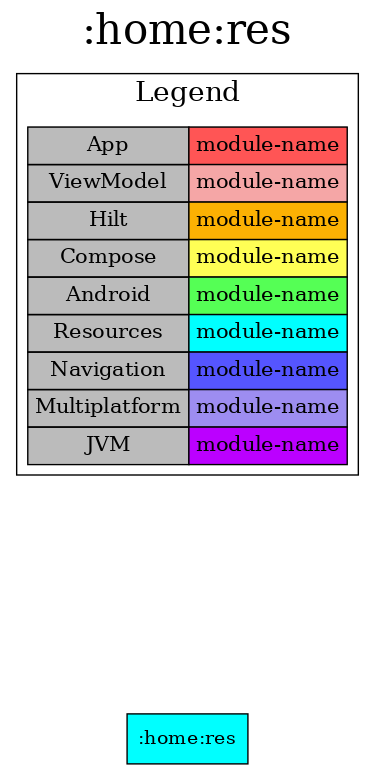 :home:res
Legend
App module-name
ViewModel module-name
Hilt module-name
Compose module-name
Android module-name
Resources module-name
Navigation module-name
Multiplatform module-name
JVM module-name
:home:res